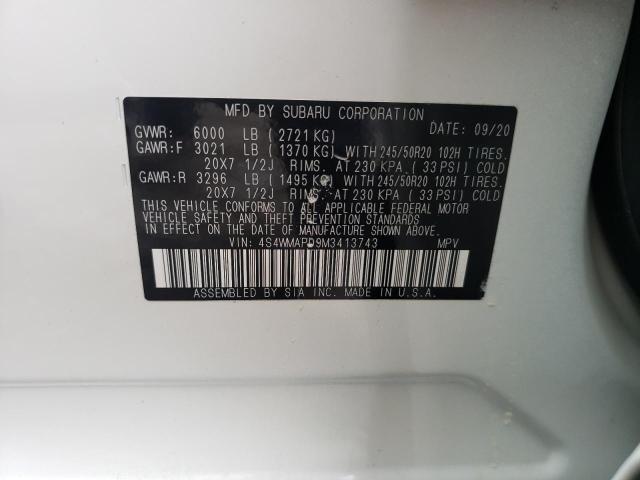 MFD BY SUBARU CORPORATION
GVWR: 6000 LB ( 2721 KG) DATE: 09/20
GAWR:F 3021 LB ( 1370 KG) WITH 245/50R20 102H TIRES.
20X7 1/2J RIMS. AT 230 KPA ( 33 PSI) COLD
GAWR:R 3296 LB ( 1495 KG) WITH 245/50R20 102H TIRES.
20X7 1/2J RIMS. AT 230 KPA ( 33 PSI) COLD
THIS VEHICLE CONFORMS TO ALL APPLICABLE FEDERAL MOTOR
VEHICLE SAFETY AND THEFT PREVENTION STANDARDS
IN EFFECT ON THE DATE OF MANUFACTURE SHOWN ABOVE.
VIN: 4S4WMAPD9M3413743 MPV
ASSEMBLED BY SIA INC. MADE IN U.S.A.